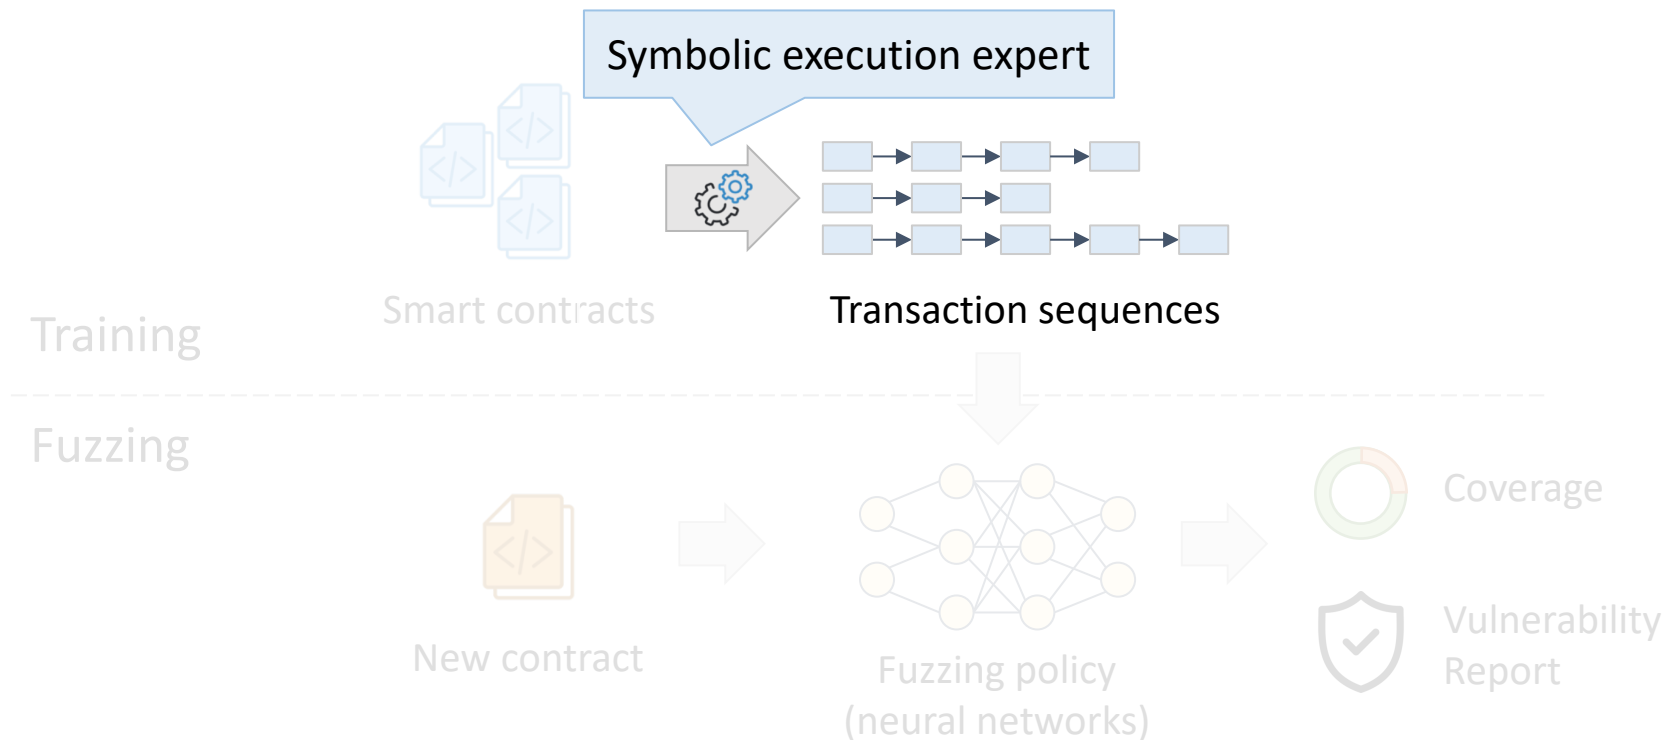 Symbolic execution expert
Smart contracts
Transaction sequences
Training
Fuzzing
Coverage
New contract
Fuzzing policy
(neural networks)
Vulnerability
Report